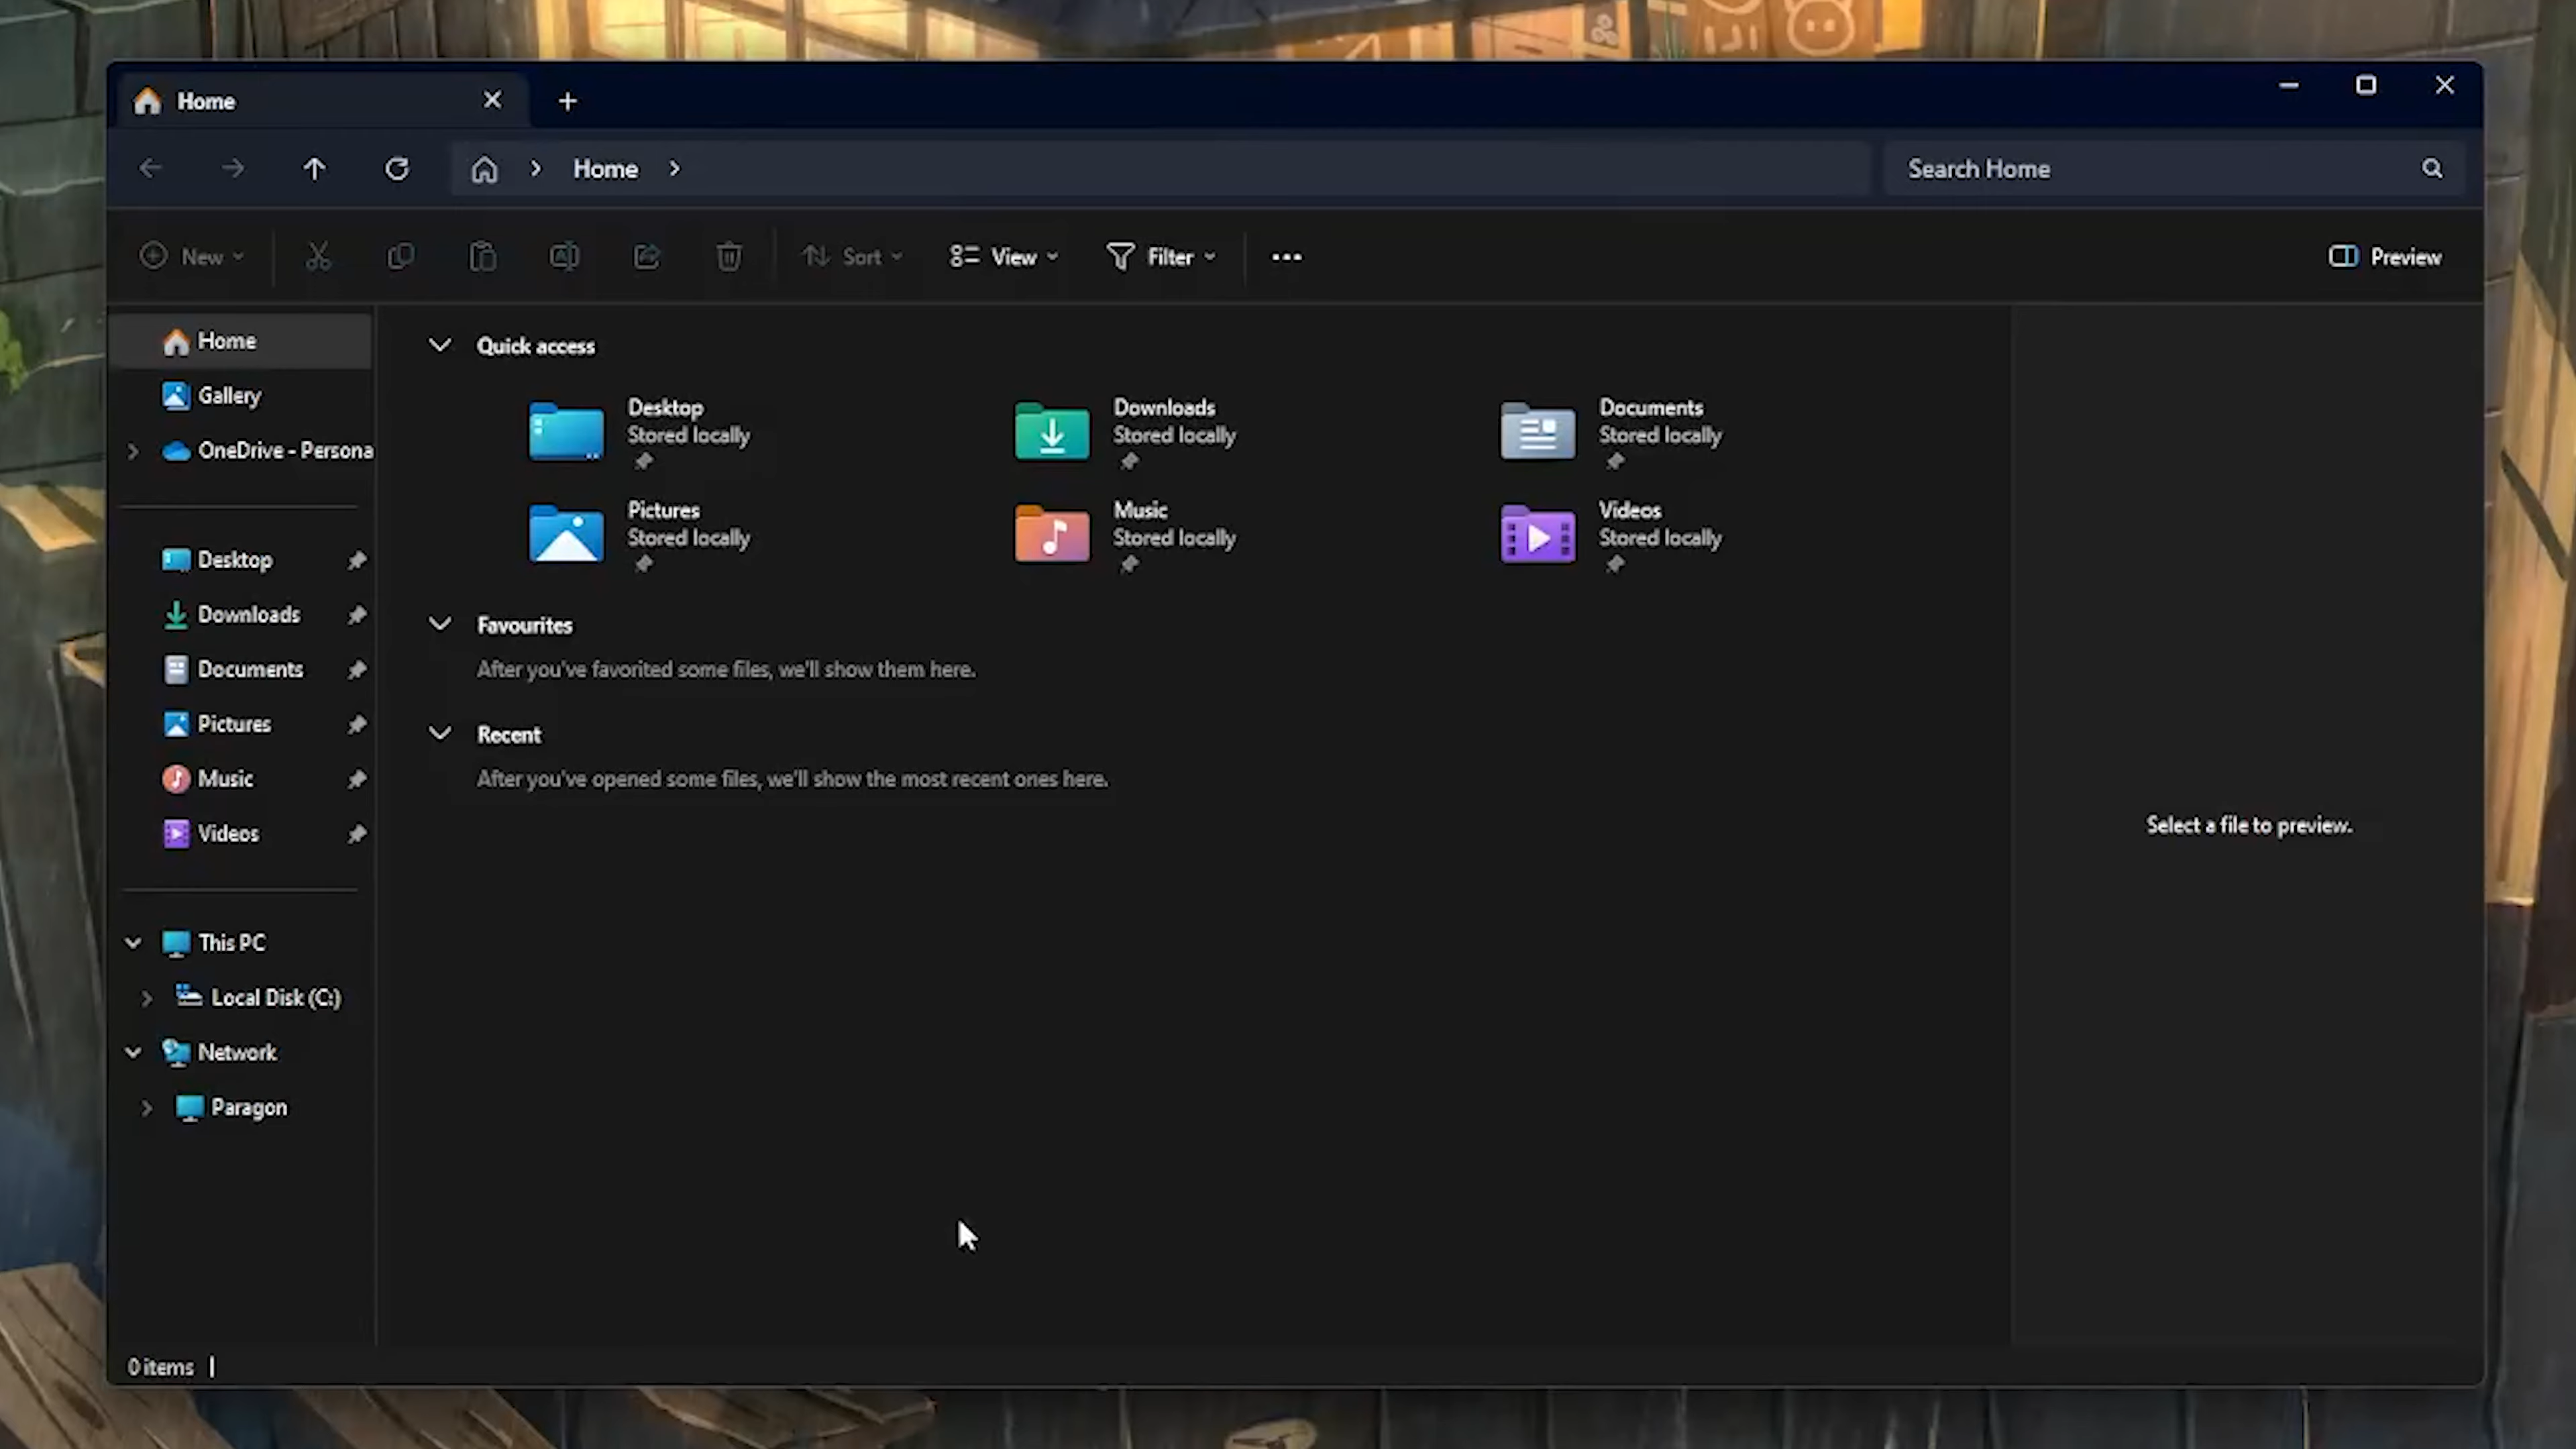 Home
Home
Search Home
New
Sort
View
Filter
Preview
Home
Gallery
OneDrive - Persona
Desktop
Downloads
Documents
Pictures
Music
Videos
This PC
Local Disk (C:)
Network
Paragon
Quick access
Desktop
Stored locally
Downloads
Stored locally
Documents
Stored locally
Pictures
Stored locally
Music
Stored locally
Videos
Stored locally
Favourites
After you've favorited some files, we'll show them here.
Recent
After you've opened some files, we'll show the most recent ones here.
Select a file to preview.
0 items